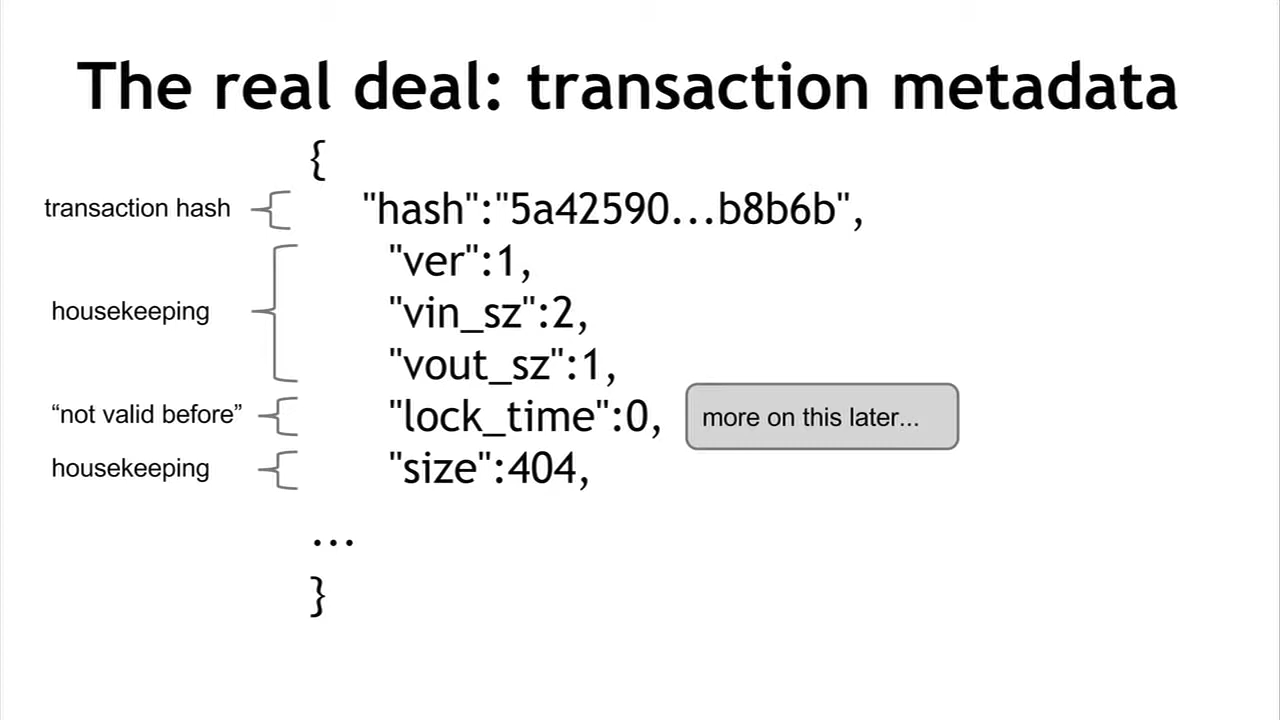 The real deal: transaction metadata
{
transaction hash "hash":"5a42590...b8b6b",
"ver":1,
housekeeping "vin_sz":2,
"vout_sz":1,
“not valid before” "lock_time":0, more on this later...
housekeeping "size":404,
...
}